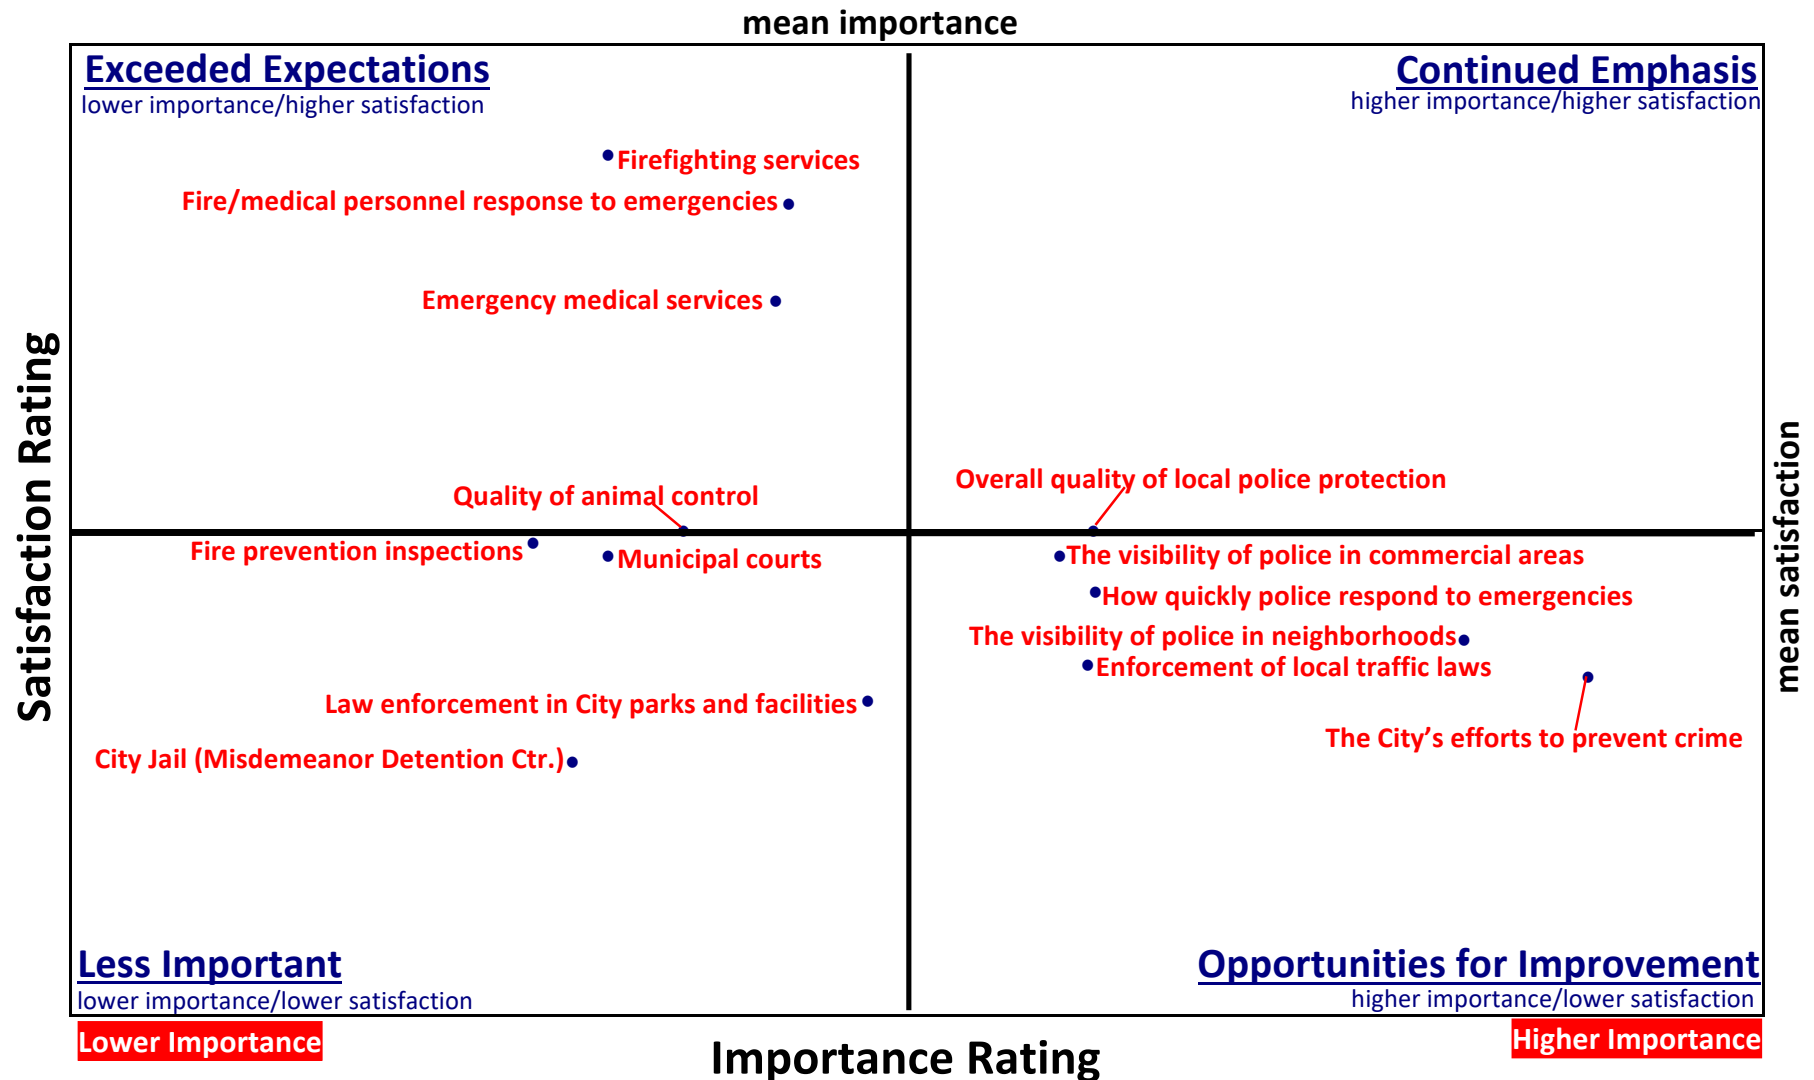 mean importance
Exceeded Expectations
lower importance/higher satisfaction
Continued Emphasis
higher importance/higher satisfaction
Firefighting services
Fire/medical personnel response to emergencies
Emergency medical services
Satisfaction Rating
mean satisfaction
Overall quality of local police protection
Quality of animal control
Fire prevention inspections
Municipal courts
The visibility of police in commercial areas
How quickly police respond to emergencies
The visibility of police in neighborhoods
Enforcement of local traffic laws
Law enforcement in City parks and facilities
The City’s efforts to prevent crime
City Jail (Misdemeanor Detention Ctr.)
Less Important
lower importance/lower satisfaction
Opportunities for Improvement
higher importance/lower satisfaction
Lower Importance
Importance Rating
Higher Importance